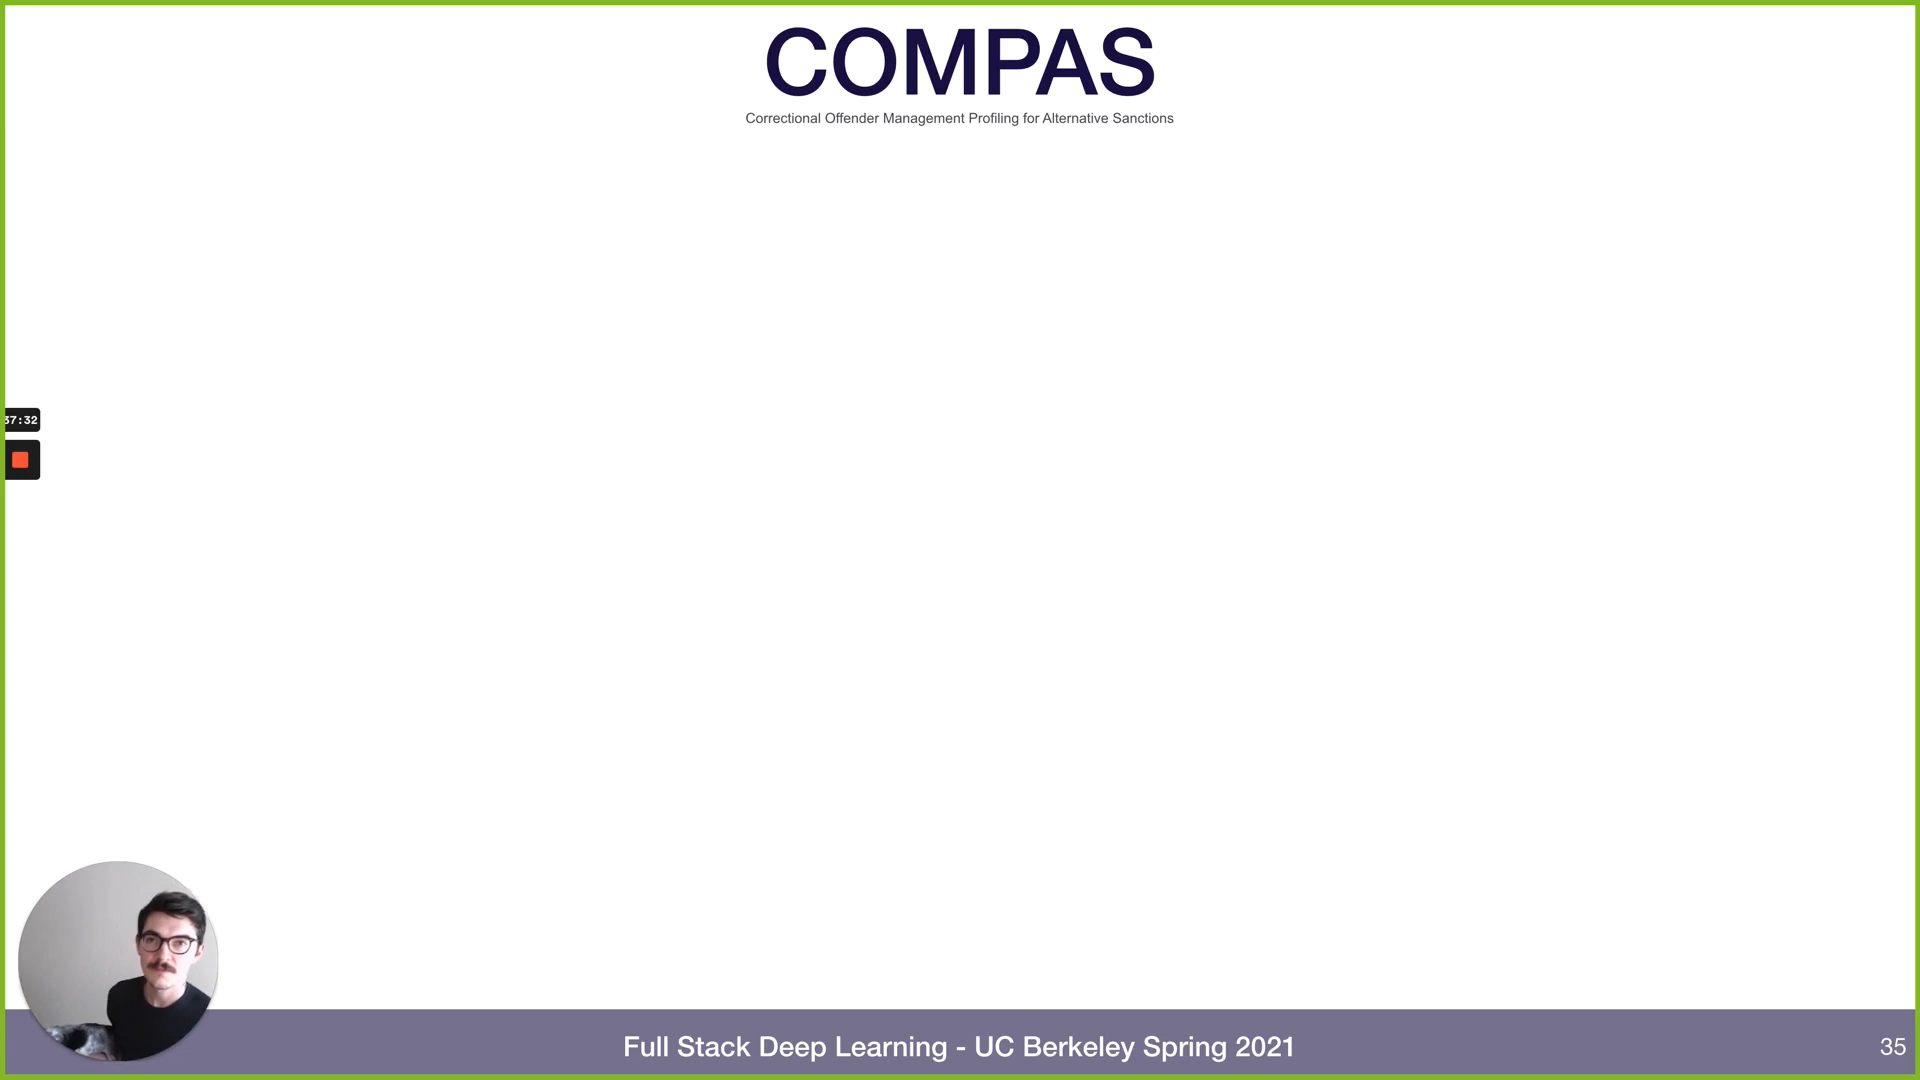 COMPAS
Correctional Offender Management Profiling for Alternative Sanctions
37:32
Full Stack Deep Learning - UC Berkeley Spring 2021
35